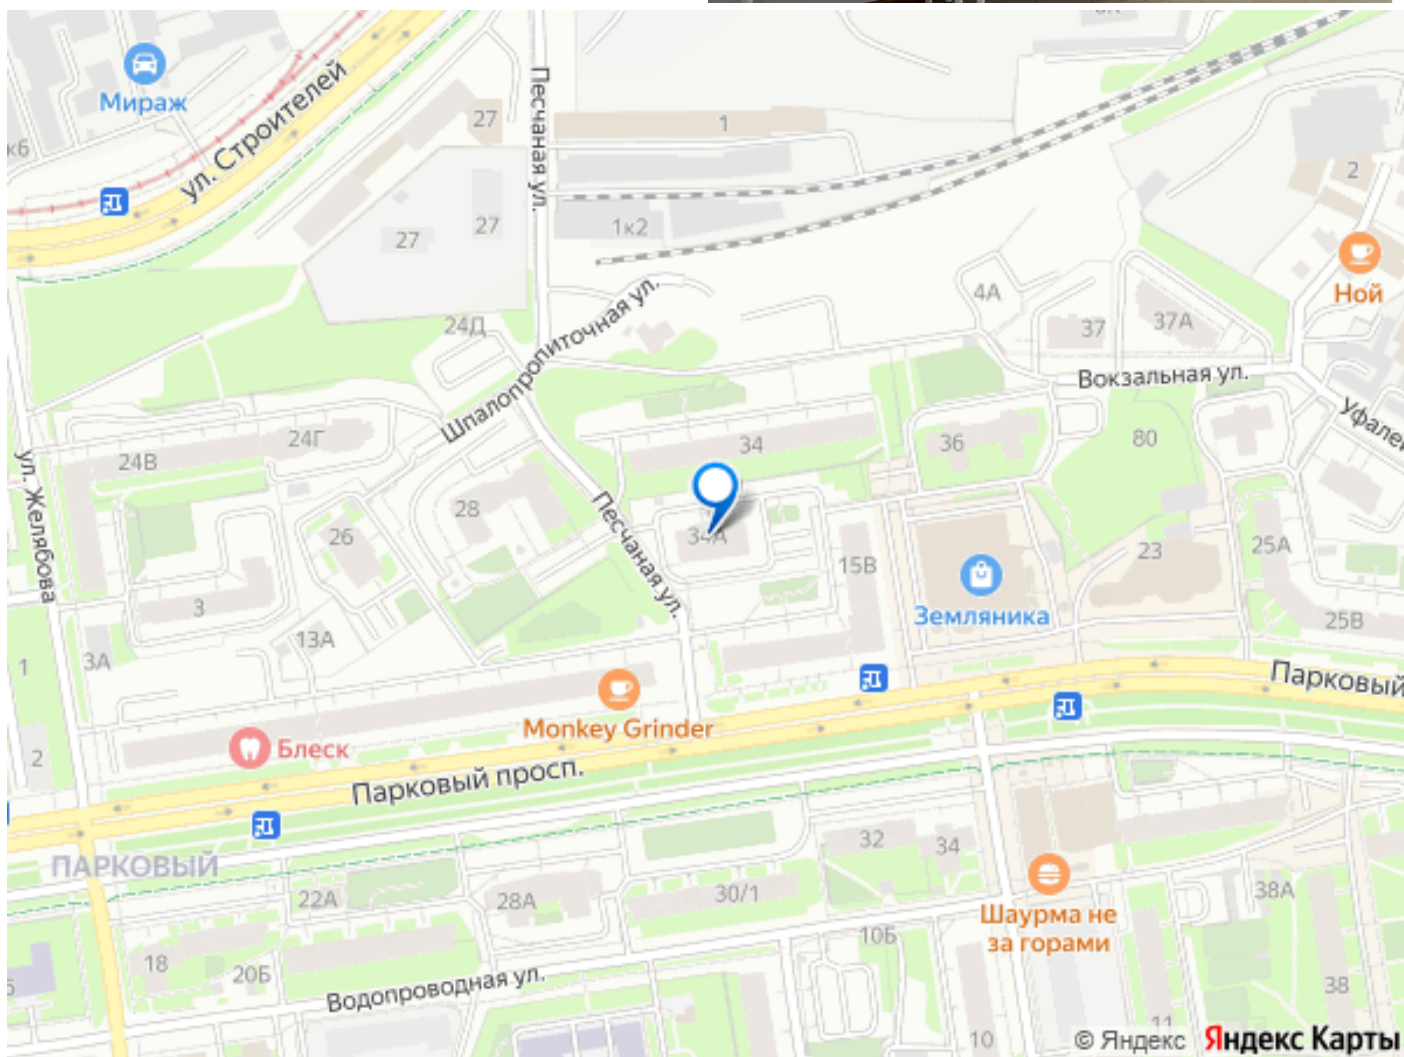 Мираж
ул. Строителей
Песчаная ул.
27
1
2
27
27
1к2
Ной
4А
24Д
Шпалопропиточная ул.
37
37А
Вокзальная ул.
24Г
24В
34
36
80
ул. Желябова
28
Песчаная ул.
34А
26
15В
23
25А
3
Земляника
25В
13А
1
3А
Парковый
Monkey Grinder
Блеск
2
Парковый просп.
ПАРКОВЫЙ
32
34
22А
28А
30/1
38А
Шаурма не
за горами
10Б
18
20Б
Водопроводная ул.
38
10
11
© Яндекс Яндекс Карты